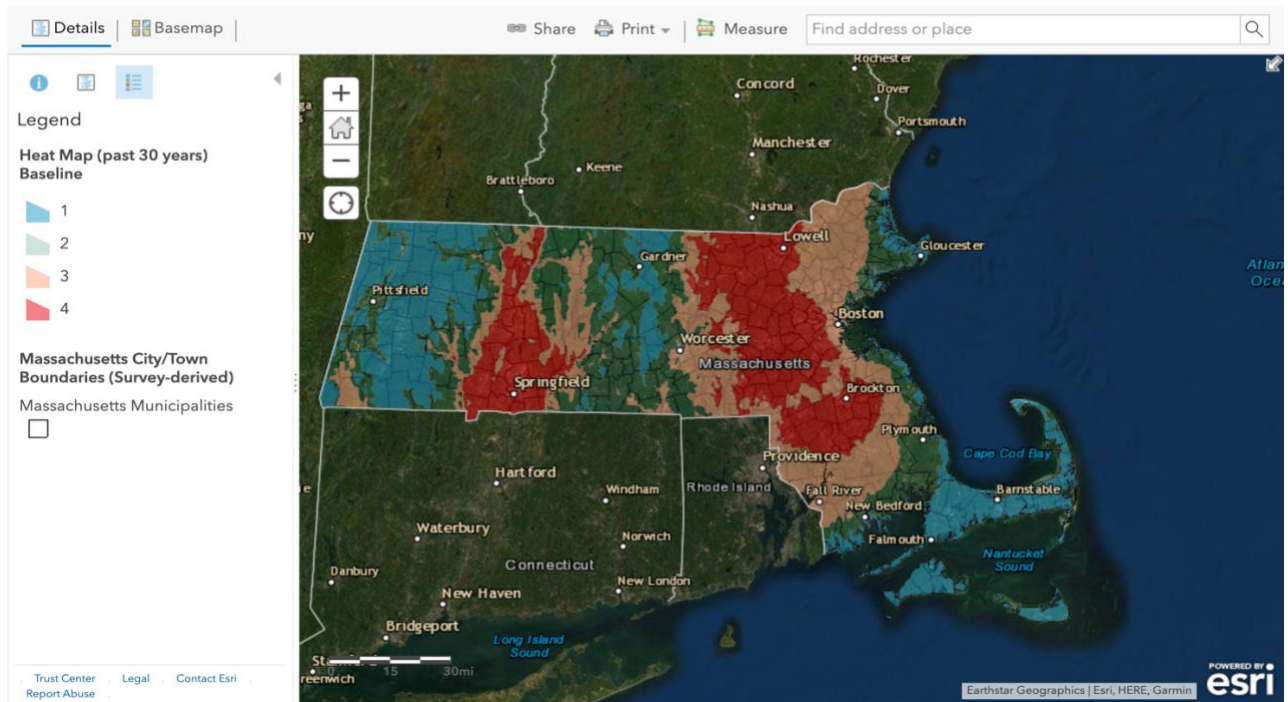 Details
Basemap
Share
Print
Measure
Find address or place
Legend
Heat Map (past 30 years)
Baseline
1
2
3
4
Massachusetts City/Town
Boundaries (Survey-derived)
Massachusetts Municipalities
Trust Center
Legal
Contact Esri
Report Abuse
+
−
Rochester
Concord
Dover
Portsmouth
Manchester
Keene
Brattleboro
Nashua
Lowell
Gardner
Gloucester
Pittsfield
Boston
Worcester
Massachusetts
Springfield
Brockton
Plymouth
Cape Cod Bay
Providence
Hartford
Windham
Rhode Island
Fall River
Barnstable
New Bedford
Waterbury
Norwich
Falmouth
Nantucket
Sound
Connecticut
Danbury
New London
New Haven
Bridgeport
Long Island
Sound
0 15 30mi
Earthstar Geographics | Esri, HERE, Garmin
POWERED BY
esri